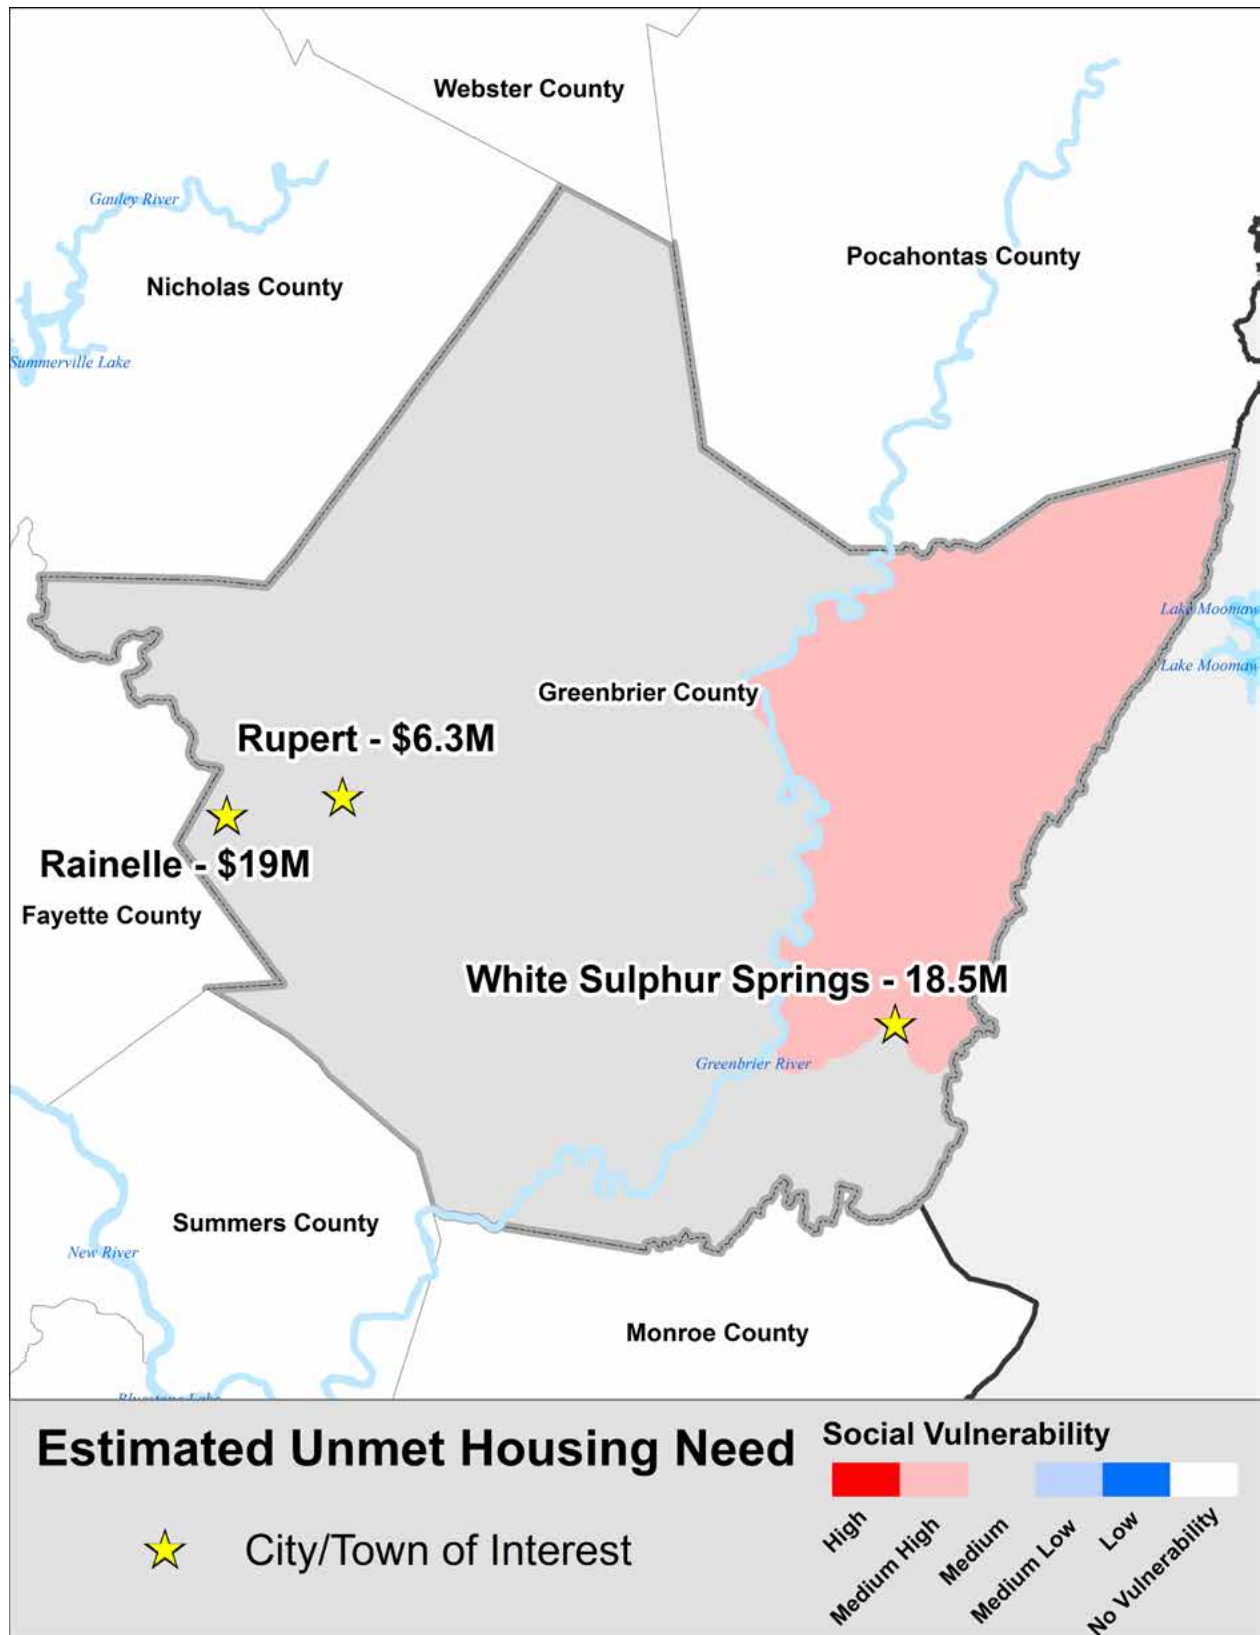 Webster County
Gauley River
Pocahontas County
Nicholas County
Summerville Lake
Lake Moomaw
Lake Moomaw
Greenbrier County
Rupert - $6.3M
Rainelle - $19M
Fayette County
White Sulphur Springs - 18.5M
Greenbrier River
Summers County
New River
Monroe County
Bluestone Lake
Estimated Unmet Housing Need
City/Town of Interest
Social Vulnerability
High
Medium High
Medium
Medium Low
Low
No Vulnerability